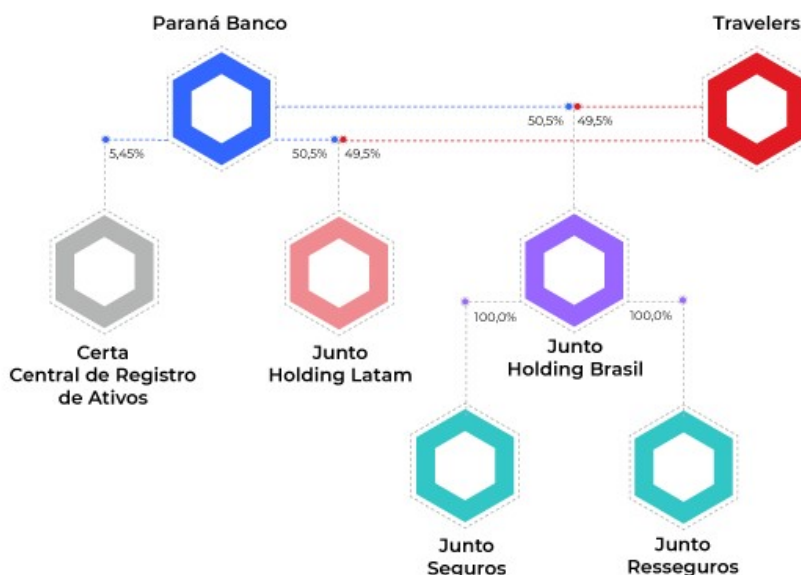 Paraná Banco
Travelers
50,5%
49,5%
5,45%
50,5%
49,5%
Certa
Central de Registro
de Ativos
Junto
Holding Latam
Junto
Holding Brasil
100,0%
100,0%
Junto
Seguros
Junto
Resseguros